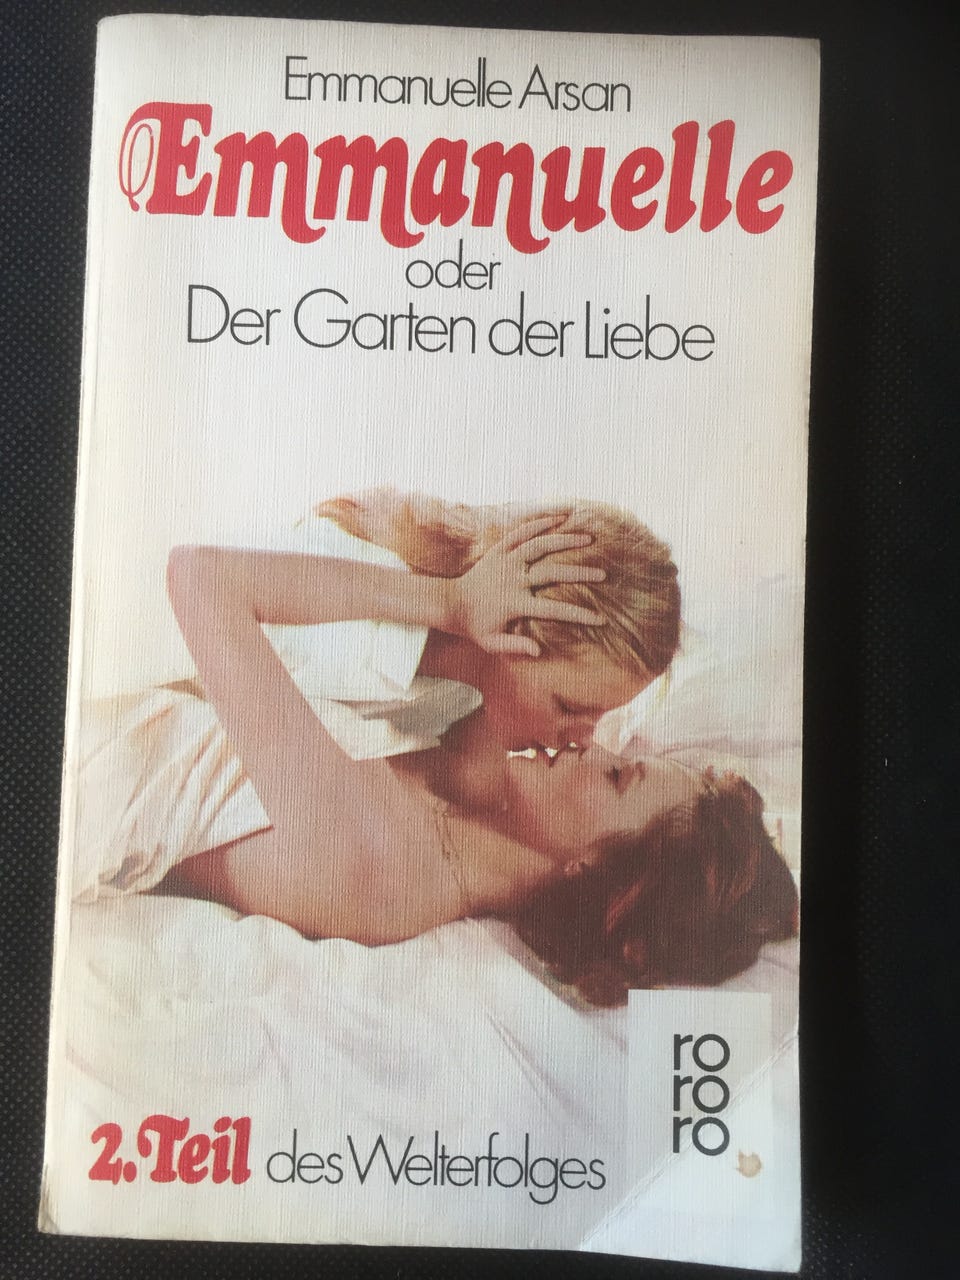 Emmanuelle Arsan
Emmanuelle
oder
Der Garten der Liebe
ro
ro
ro
2. Teil des Welterfolges